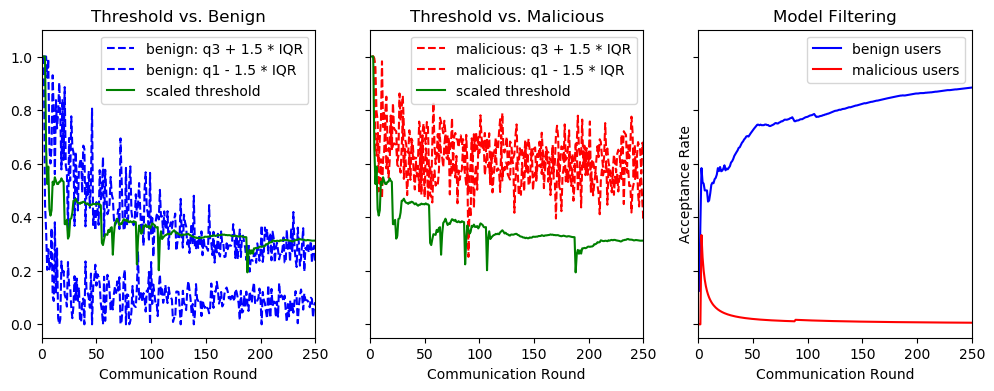 Threshold vs. Benign
benign: q3 + 1.5 * IQR
benign: q1 - 1.5 * IQR
scaled threshold
1.0
0.8
0.6
0.4
0.2
0.0
0 50 100 150 200 250
Communication Round
Threshold vs. Malicious
malicious: q3 + 1.5 * IQR
malicious: q1 - 1.5 * IQR
scaled threshold
0 50 100 150 200 250
Communication Round
Model Filtering
benign users
malicious users
Acceptance Rate
0 50 100 150 200 250
Communication Round